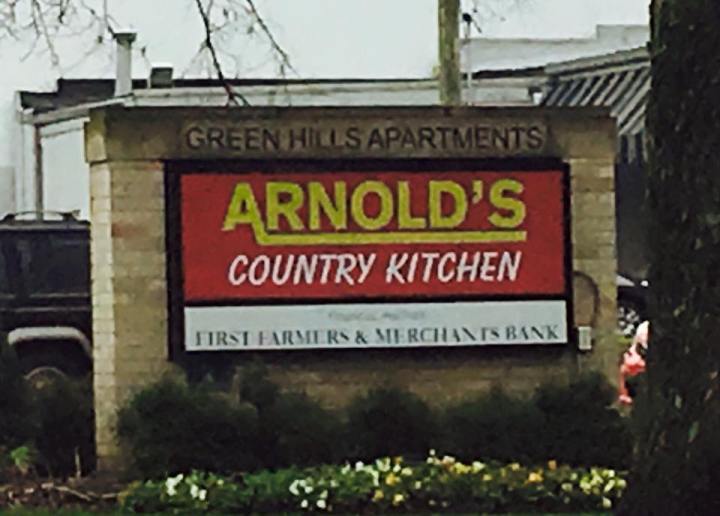 GREEN HILLS APARTMENTS
ARNOLD'S
COUNTRY KITCHEN
FIRST FARMERS & MERCHANTS BANK